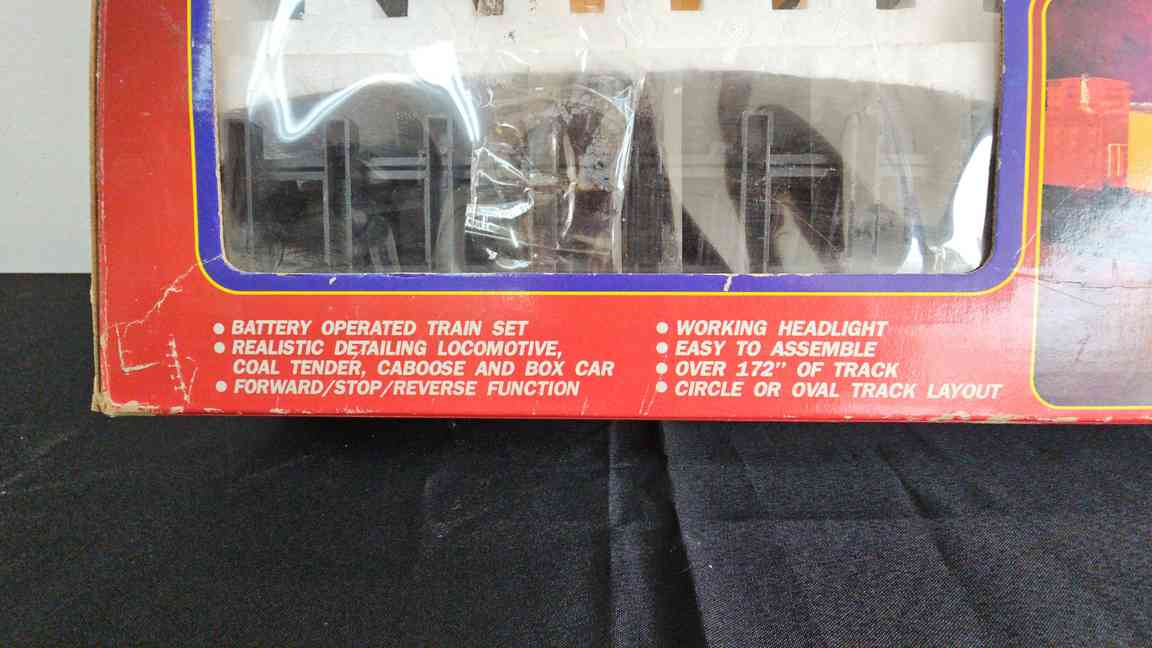 ● BATTERY OPERATED TRAIN SET
● REALISTIC DETAILING LOCOMOTIVE,
COAL TENDER, CABOOSE AND BOX CAR
● FORWARD/STOP/REVERSE FUNCTION
● WORKING HEADLIGHT
● EASY TO ASSEMBLE
● OVER 172" OF TRACK
● CIRCLE OR OVAL TRACK LAYOUT